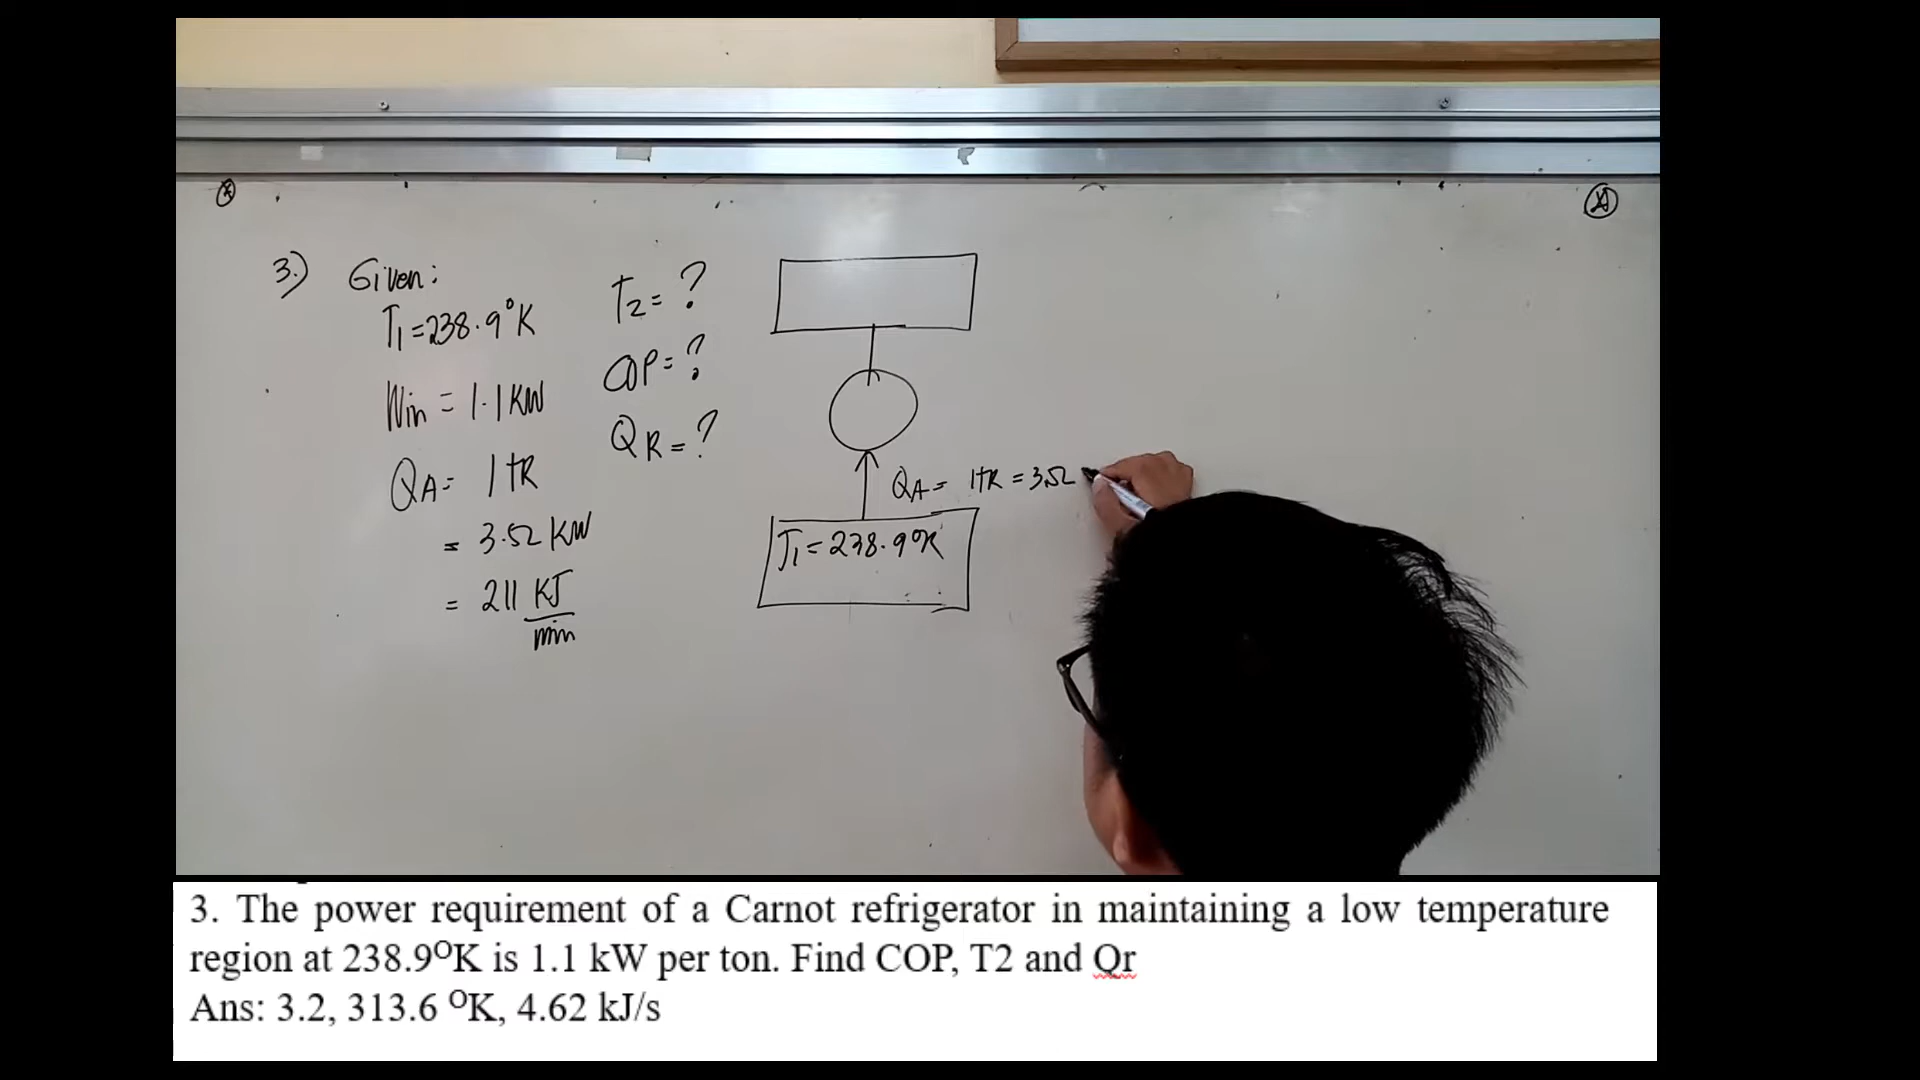 3.) Given:
T1 = 238.9°K
Win = 1.1 KW
QA = 1 TR
= 3.52 KW
= 211 KJ
min
T2 = ?
COP = ?
QR = ?
QA = 1TR = 3.52
T1 = 238.9°K
3. The power requirement of a Carnot refrigerator in maintaining a low temperature
region at 238.9°K is 1.1 kW per ton. Find COP, T2 and Qr
Ans: 3.2, 313.6 °K, 4.62 kJ/s